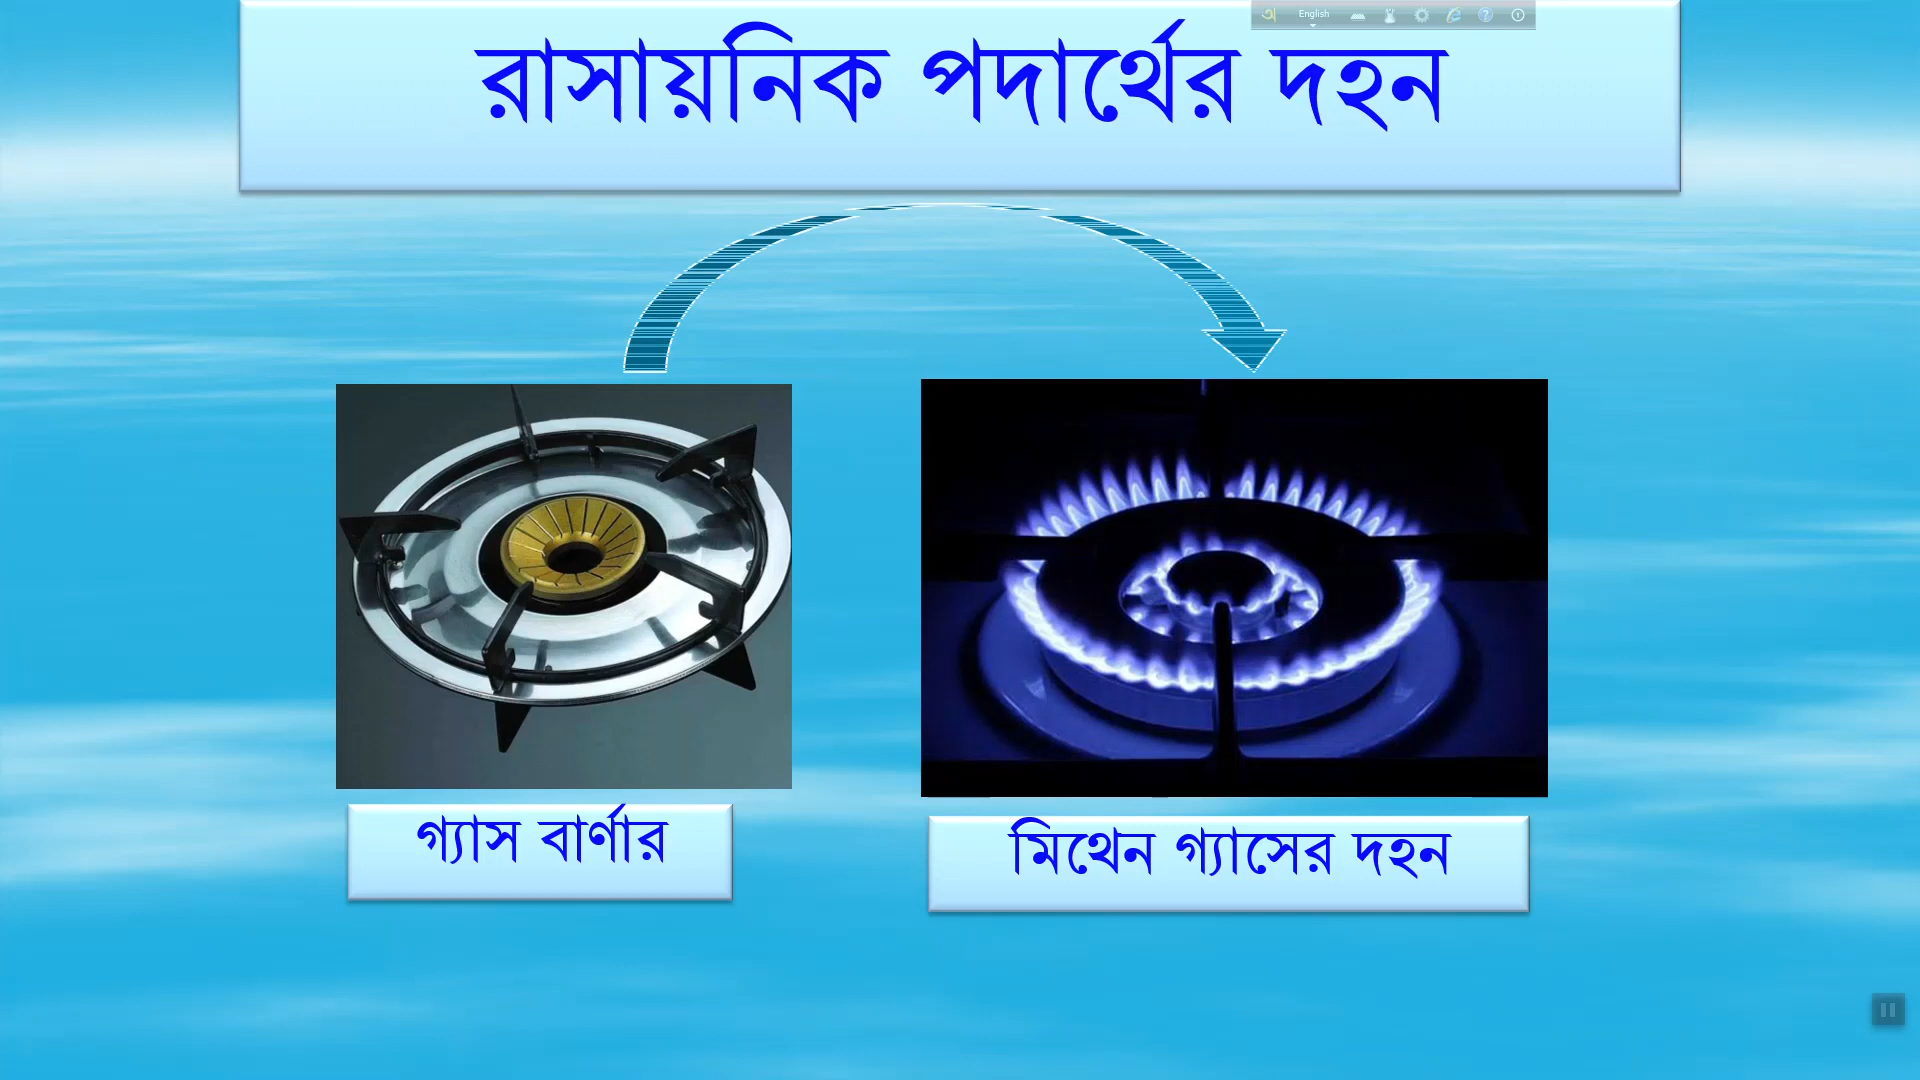 English
রাসায়নিক পদার্থের দহন
গ্যাস বার্ণার
মিথেন গ্যাসের দহন